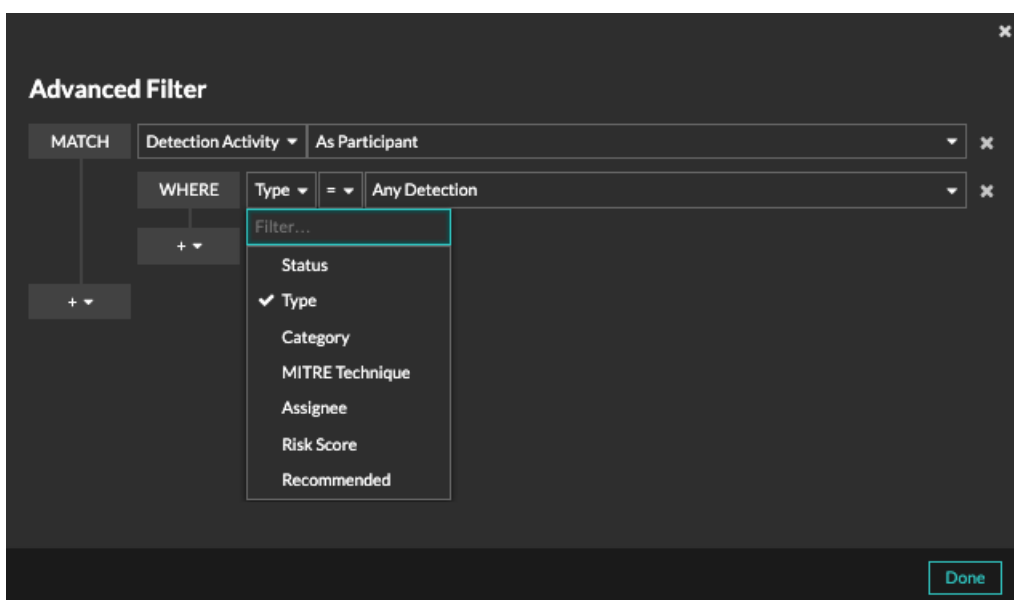 Advanced Filter
MATCH Detection Activity As Participant
WHERE Type = Any Detection
Filter...
+
Status
+
Type
Category
MITRE Technique
Assignee
Risk Score
Recommended
Done